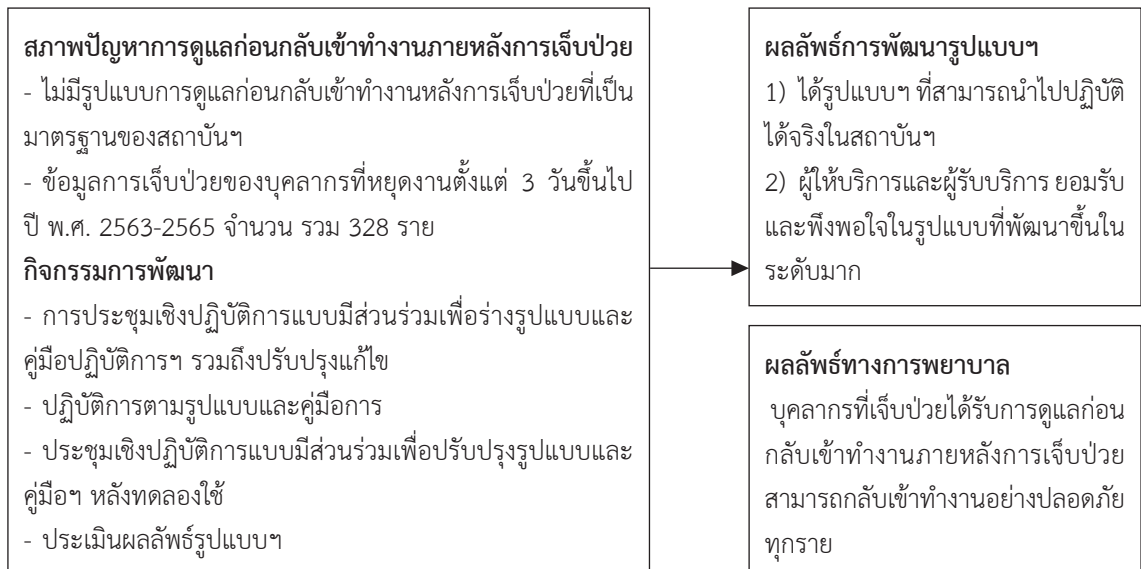 สภาพปัญหาการดูแลก่อนกลับเข้าทำงานภายหลังการเจ็บป่วย
- ไม่มีรูปแบบการดูแลก่อนกลับเข้าทำงานหลังการเจ็บป่วยที่เป็น
มาตรฐานของสถาบันฯ
- ข้อมูลการเจ็บป่วยของบุคลากรที่หยุดงานตั้งแต่ 3 วันขึ้นไป
ปี พ.ศ. 2563-2565 จำนวน รวม 328 ราย
กิจกรรมการพัฒนา
- การประชุมเชิงปฏิบัติการแบบมีส่วนร่วมเพื่อร่างรูปแบบและ
คู่มือปฏิบัติการฯ รวมถึงปรับปรุงแก้ไข
- ปฏิบัติการตามรูปแบบและคู่มือการ
- ประชุมเชิงปฏิบัติการแบบมีส่วนร่วมเพื่อปรับปรุงรูปแบบและ
คู่มือฯ หลังทดลองใช้
- ประเมินผลลัพธ์รูปแบบฯ
ผลลัพธ์การพัฒนารูปแบบฯ
1) ได้รูปแบบฯ ที่สามารถนำไปปฏิบัติ
ได้จริงในสถาบันฯ
2) ผู้ให้บริการและผู้รับบริการ ยอมรับ
และพึงพอใจในรูปแบบที่พัฒนาขึ้นใน
ระดับมาก
ผลลัพธ์ทางการพยาบาล
บุคลากรที่เจ็บป่วยได้รับการดูแลก่อน
กลับเข้าทำงานภายหลังการเจ็บป่วย
สามารถกลับเข้าทำงานอย่างปลอดภัย
ทุกราย